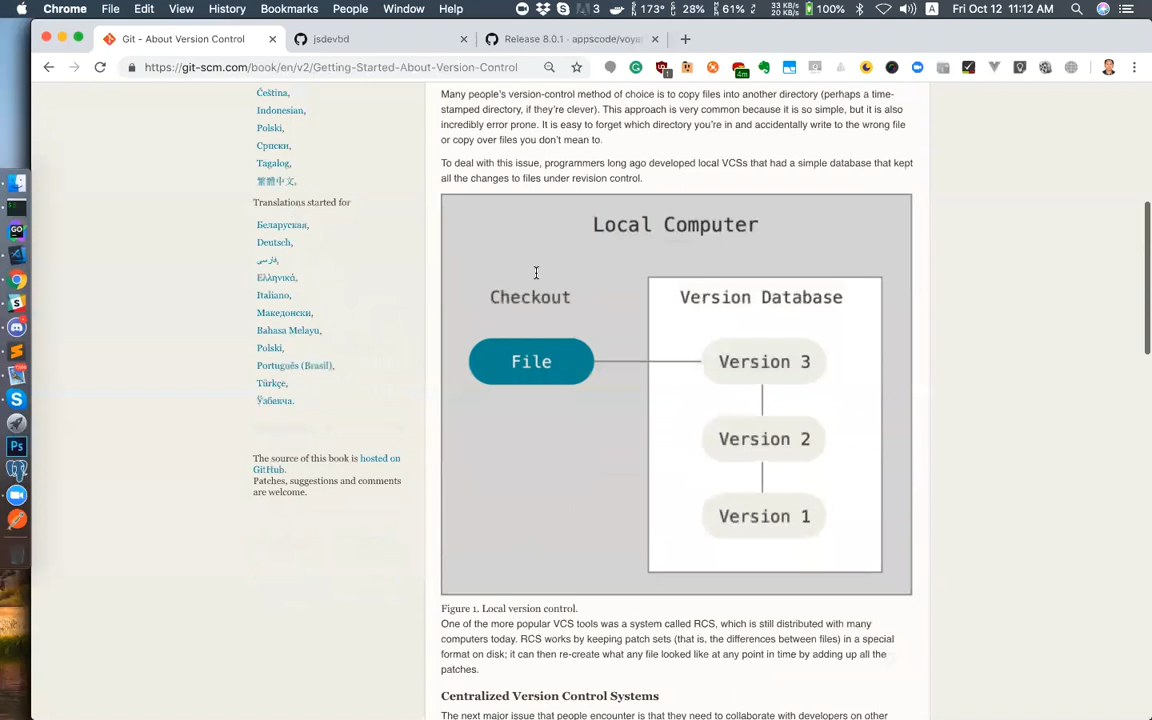 Chrome File Edit View History Bookmarks People Window Help
3 173° 28% 61% 33 KB/s 20 KB/s 100% A Fri Oct 12 11:12 AM
Git - About Version Control
jsdevbd
Release 8.0.1 · appscode/voya
https://git-scm.com/book/en/v2/Getting-Started-About-Version-Control
Čeština,
Indonesian,
Polski,
Српски,
Tagalog,
繁體中文,
Translations started for
Беларуская,
Deutsch,
فارسی,
Ελληνικά,
Italiano,
Македонски,
Bahasa Melayu,
Polski,
Português (Brasil),
Türkçe,
Ўзбекча.
The source of this book is hosted on
GitHub.
Patches, suggestions and comments
are welcome.
Many people's version-control method of choice is to copy files into another directory (perhaps a time-
stamped directory, if they're clever). This approach is very common because it is so simple, but it is also
incredibly error prone. It is easy to forget which directory you're in and accidentally write to the wrong file
or copy over files you don't mean to.
To deal with this issue, programmers long ago developed local VCSs that had a simple database that kept
all the changes to files under revision control.
Local Computer
Checkout
Version Database
File
Version 3
Version 2
Version 1
Figure 1. Local version control.
One of the more popular VCS tools was a system called RCS, which is still distributed with many
computers today. RCS works by keeping patch sets (that is, the differences between files) in a special
format on disk; it can then re-create what any file looked like at any point in time by adding up all the
patches.
Centralized Version Control Systems
The next major issue that people encounter is that they need to collaborate with developers on other